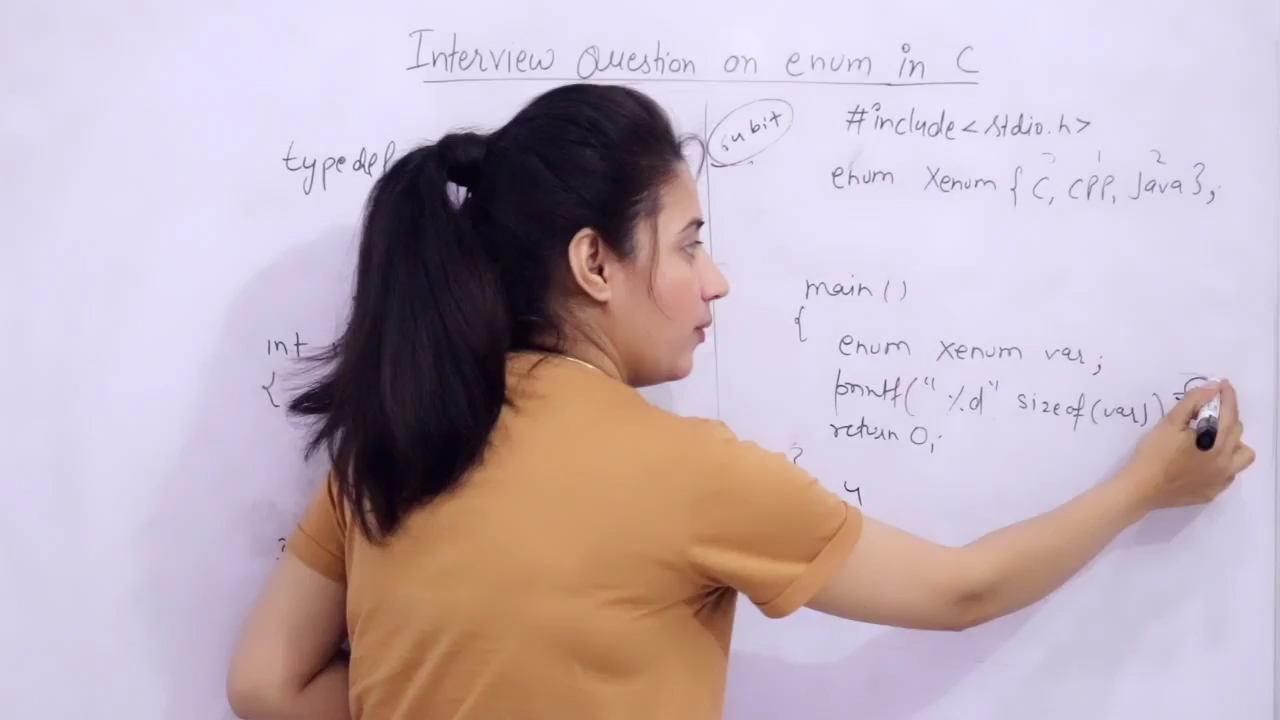 Interview Question on enum in C
typedef
int
{
subit
#include<stdio.h>
0 1 2
enum Xenum { C, CPP, Java};
main ()
{
enum xenum var;
printf(" %d" sizeof(var)
return 0;
}
4